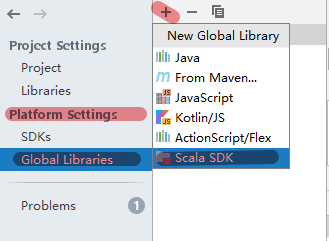 Project Settings
Project
Libraries
Platform Settings
SDKs
Global Libraries
Problems
1
New Global Library
Java
From Maven...
JavaScript
Kotlin/JS
ActionScript/Flex
Scala SDK